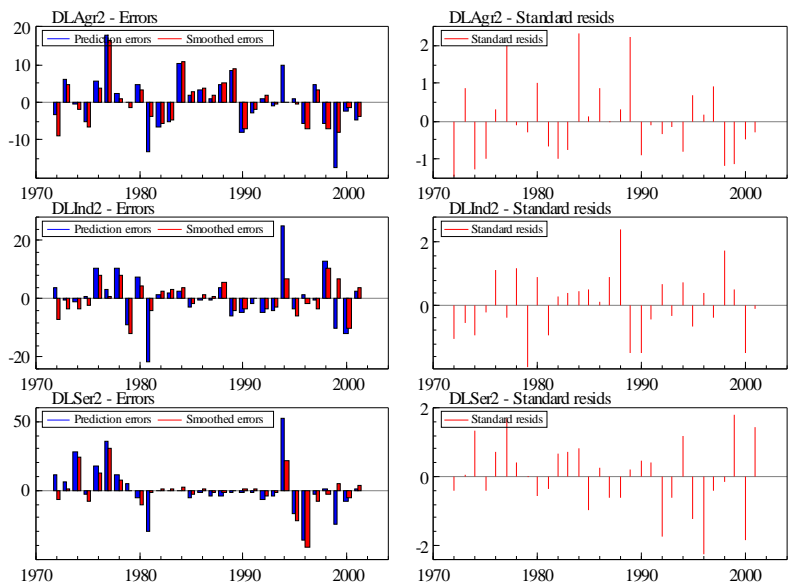 DLAgr2 - Errors
Prediction errors Smoothed errors
20
10
0
-10
1970 1980 1990 2000
DLAgr2 - Standard resids
Standard resids
2
1
0
-1
1970 1980 1990 2000
DLInd2 - Errors
Prediction errors Smoothed errors
20
0
-20
1970 1980 1990 2000
DLInd2 - Standard resids
Standard resids
2
0
1970 1980 1990 2000
DLSer2 - Errors
Prediction errors Smoothed errors
50
0
1970 1980 1990 2000
DLSer2 - Standard resids
Standard resids
2
0
-2
1970 1980 1990 2000